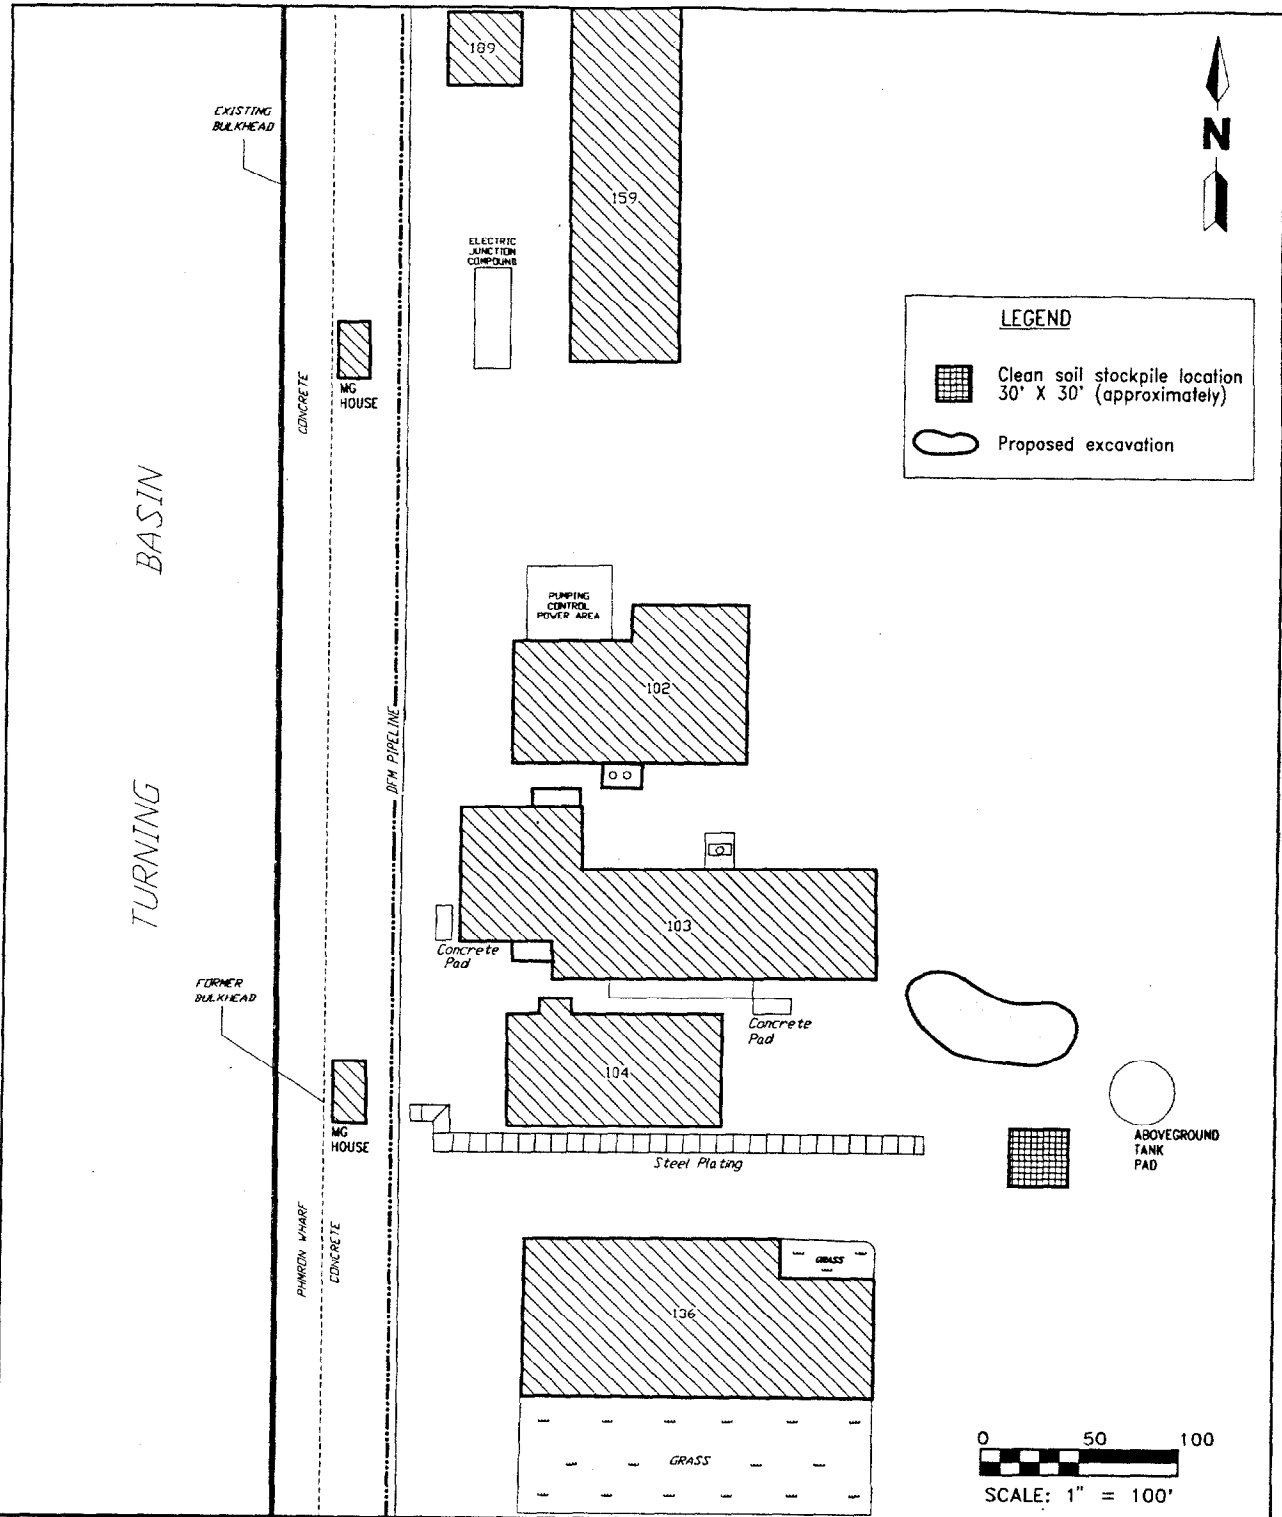 189
EXISTING
BULKHEAD
N
159
ELECTRIC
JUNCTION
COMPOUND
LEGEND
Clean soil stockpile location
30' X 30' (approximately)
Proposed excavation
MG
HOUSE
CONCRETE
BASIN
PUMPING
CONTROL
POWER AREA
102
DFM PIPELINE
TURNING
103
Concrete
Pad
FORMER
BULKHEAD
Concrete
Pad
104
MG
HOUSE
Steel Plating
ABOVEGROUND
TANK
PAD
WHARF
CONCRETE
GRASS
136
GRASS
0 50 100
SCALE: 1" = 100'